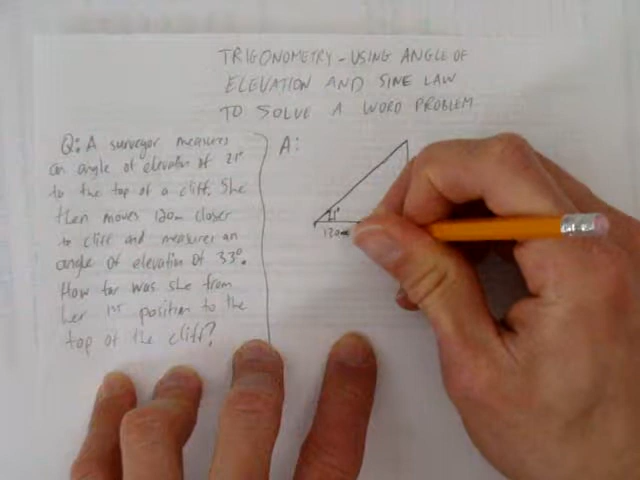 TRIGONOMETRY - USING ANGLE OF
ELEVATION AND SINE LAW
TO SOLVE A WORD PROBLEM
Q: A surveyor measures
an angle of elevation of 21°
to the top of a cliff. She
then moves 120m closer
to cliff and measures an
angle of elevation of 33°.
How far was she from
her 1st position to the
top of the cliff?
A:
21°
120m